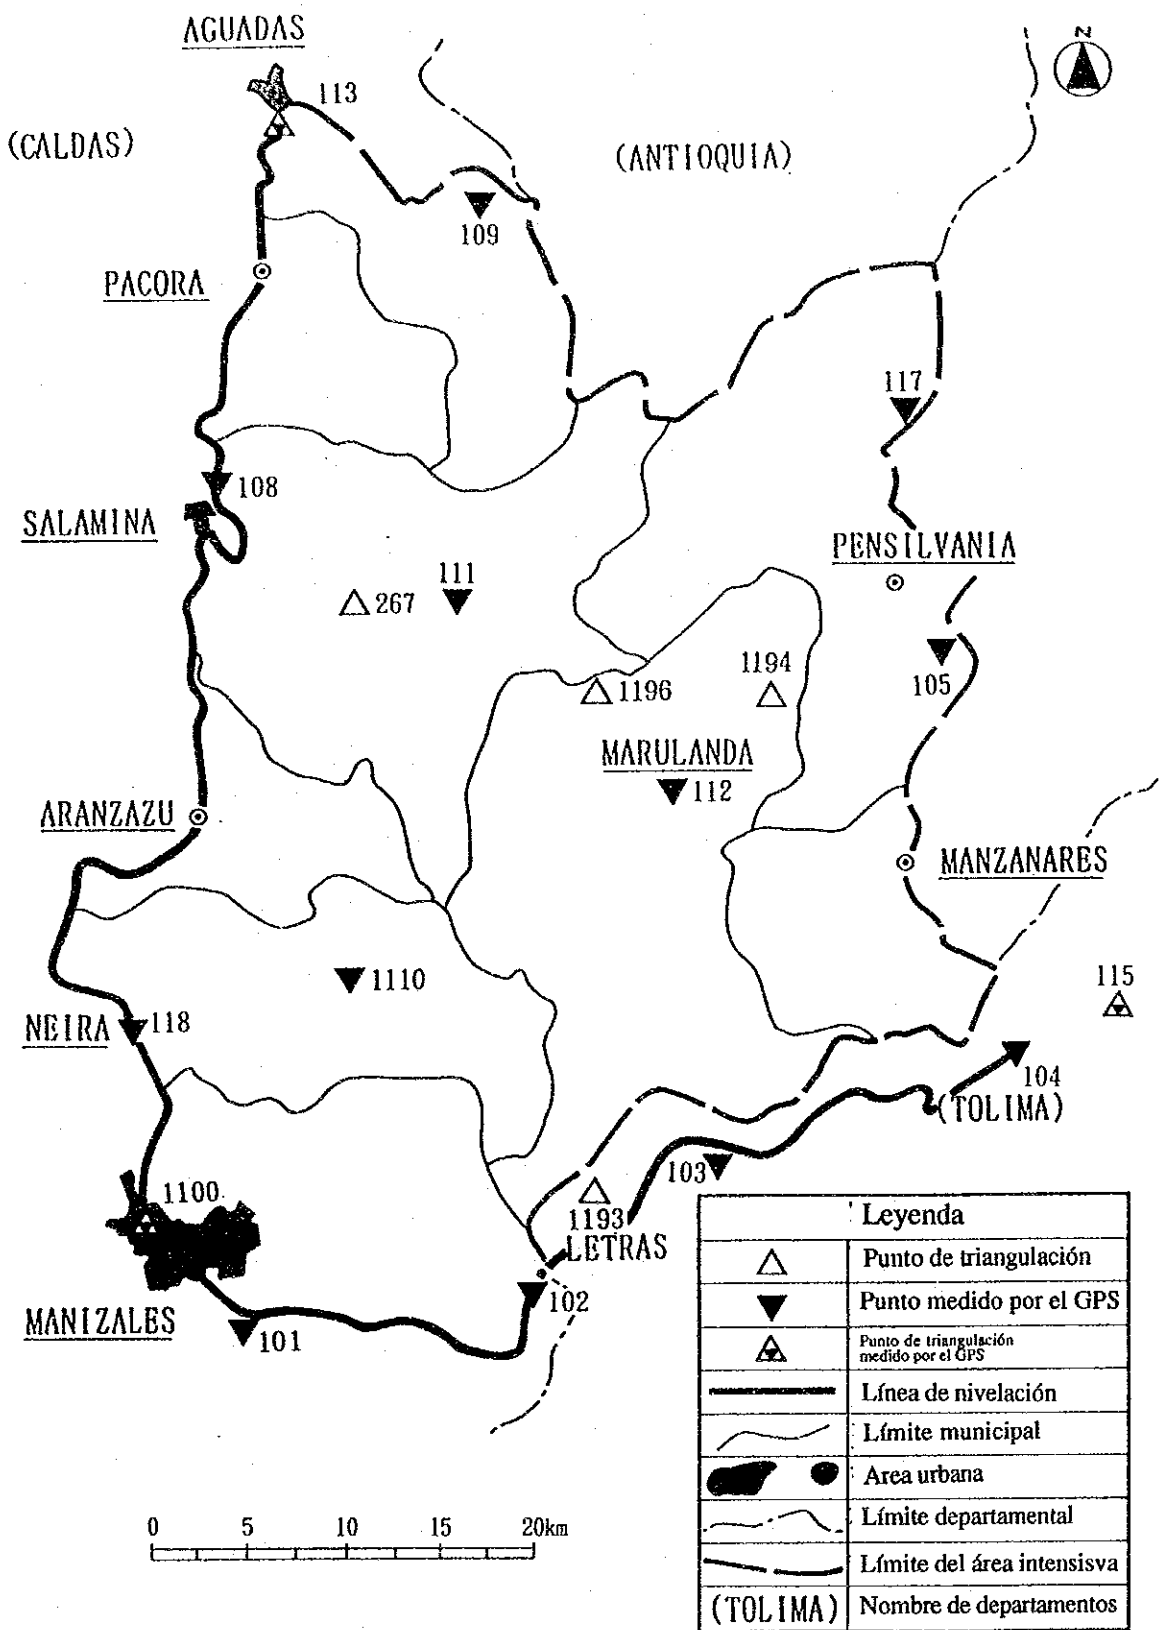 AGUADAS
N
113
(CALDAS)
(ANTIOQUIA)
109
PACORA
117
108
SALAMINA
PENSILVANIA
111
267
1194
1196
105
MARULANDA
112
ARANZAZU
MANZANARES
1110
115
NEIRA
118
104
(TOLIMA)
103
1100
1193
LETRAS
102
MANIZALES
101
Leyenda
Punto de triangulación
Punto medido por el GPS
Punto de triangulación
medido por el GPS
Línea de nivelación
Límite municipal
Area urbana
Límite departamental
Límite del área intensisva
(TOLIMA) Nombre de departamentos
0 5 10 15 20km